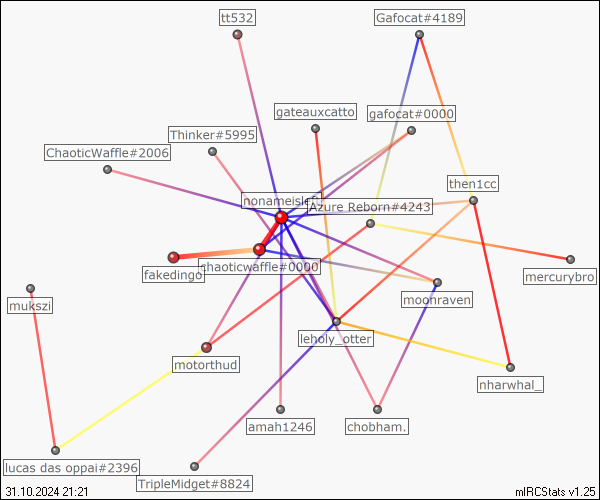 tt532
Gafocat#4189
gateauxcatto
gafocat#0000
Thinker#5995
ChaoticWaffle#2006
then1cc
nonameisleft
Azure Reborn#4243
chaoticwaffle#0000
fakedingo
mercurybro
moonraven
mukszi
leholy_otter
motorthud
nharwhal_
amah1246
chobham.
lucas das oppai#2396
TripleMidget#8824
31.10.2024 21:21
mIRCStats v1.25